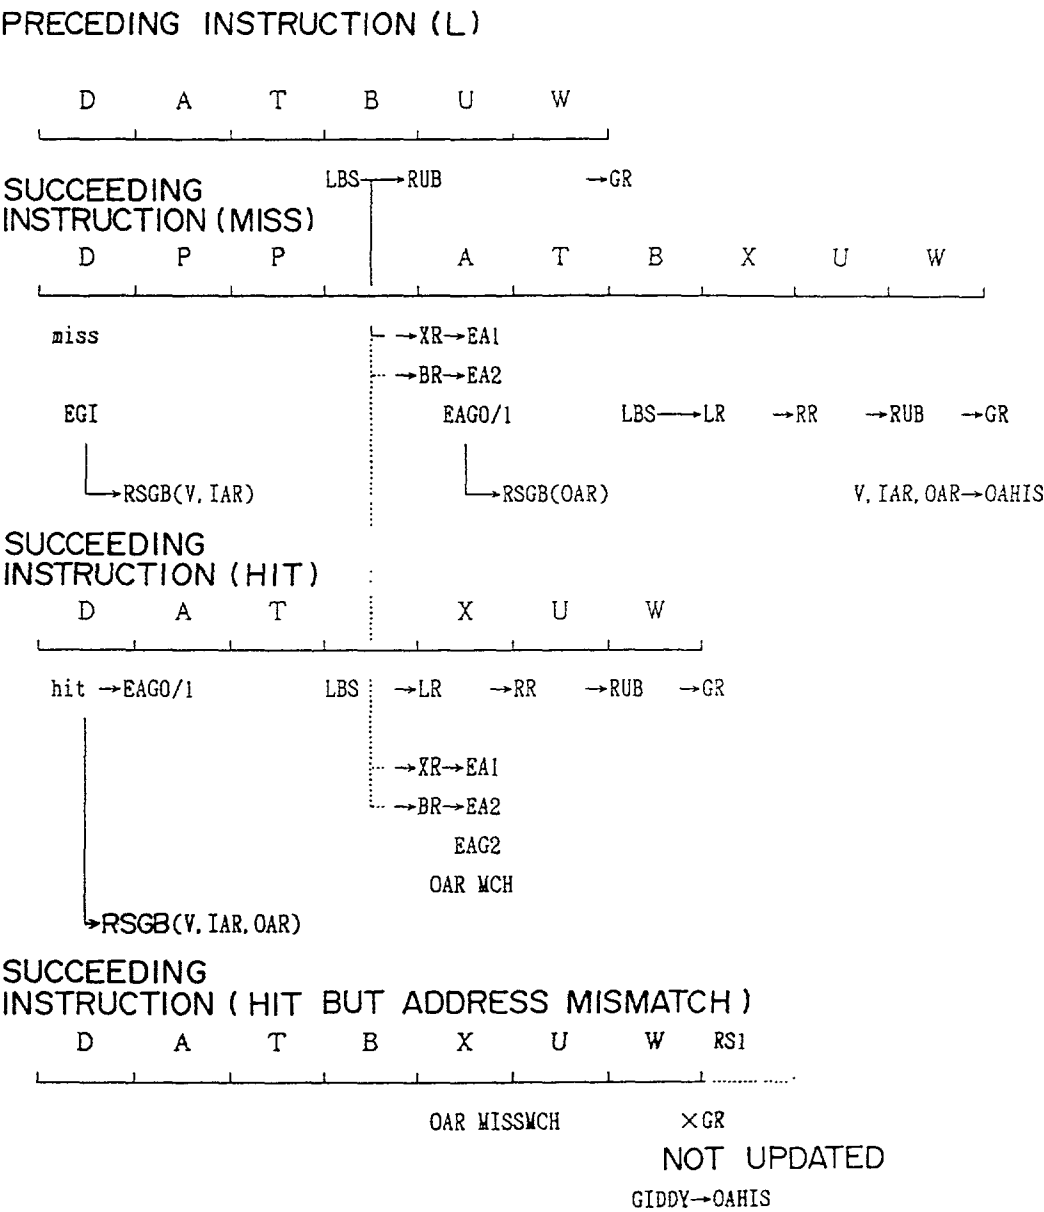 PRECEDING INSTRUCTION (L)
D A T B U W
LBS→RUB →GR
SUCCEEDING
INSTRUCTION (MISS)
D P P A T B X U W
miss →XR→EA1
→BR→EA2
EGI EAG0/1 LBS→LR →RR →RUB →GR
→RSGB(V, IAR) →RSGB(OAR) V, IAR, OAR→OAHIS
SUCCEEDING
INSTRUCTION (HIT)
D A T X U W
hit →EAG0/1 LBS →LR →RR →RUB →GR
→XR→EA1
→BR→EA2
EAG2
OAR MCH
→RSGB(V, IAR, OAR)
SUCCEEDING
INSTRUCTION (HIT BUT ADDRESS MISMATCH)
D A T B X U W RS1
OAR MISSMCH ×GR
NOT UPDATED
GIDDY→OAHIS